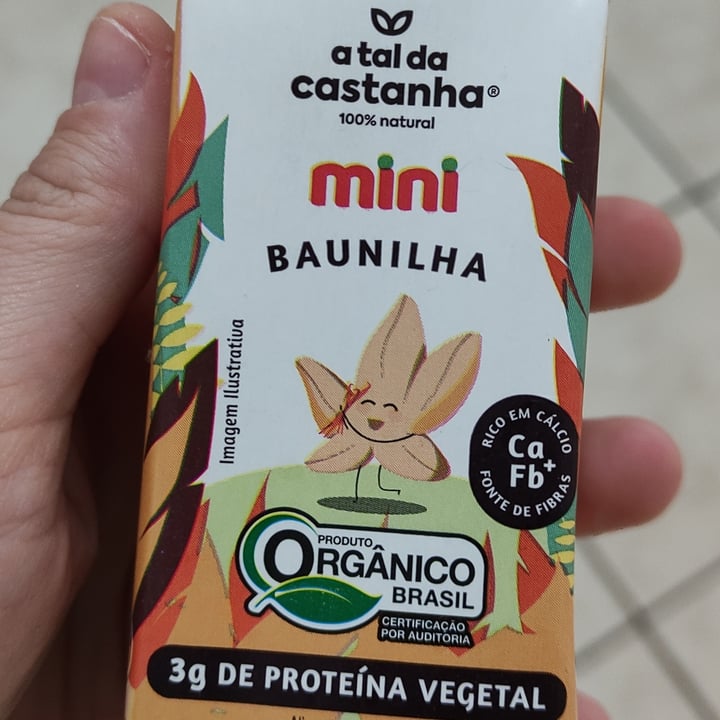 a tal da
castanha®
100% natural
mini
BAUNILHA
Imagem Ilustrativa
RICO EM CÁLCIO
Ca+
Fb
FONTE DE FIBRAS
PRODUTO
ORGÂNICO
BRASIL
CERTIFICAÇÃO
POR AUDITORIA
3g DE PROTEÍNA VEGETAL